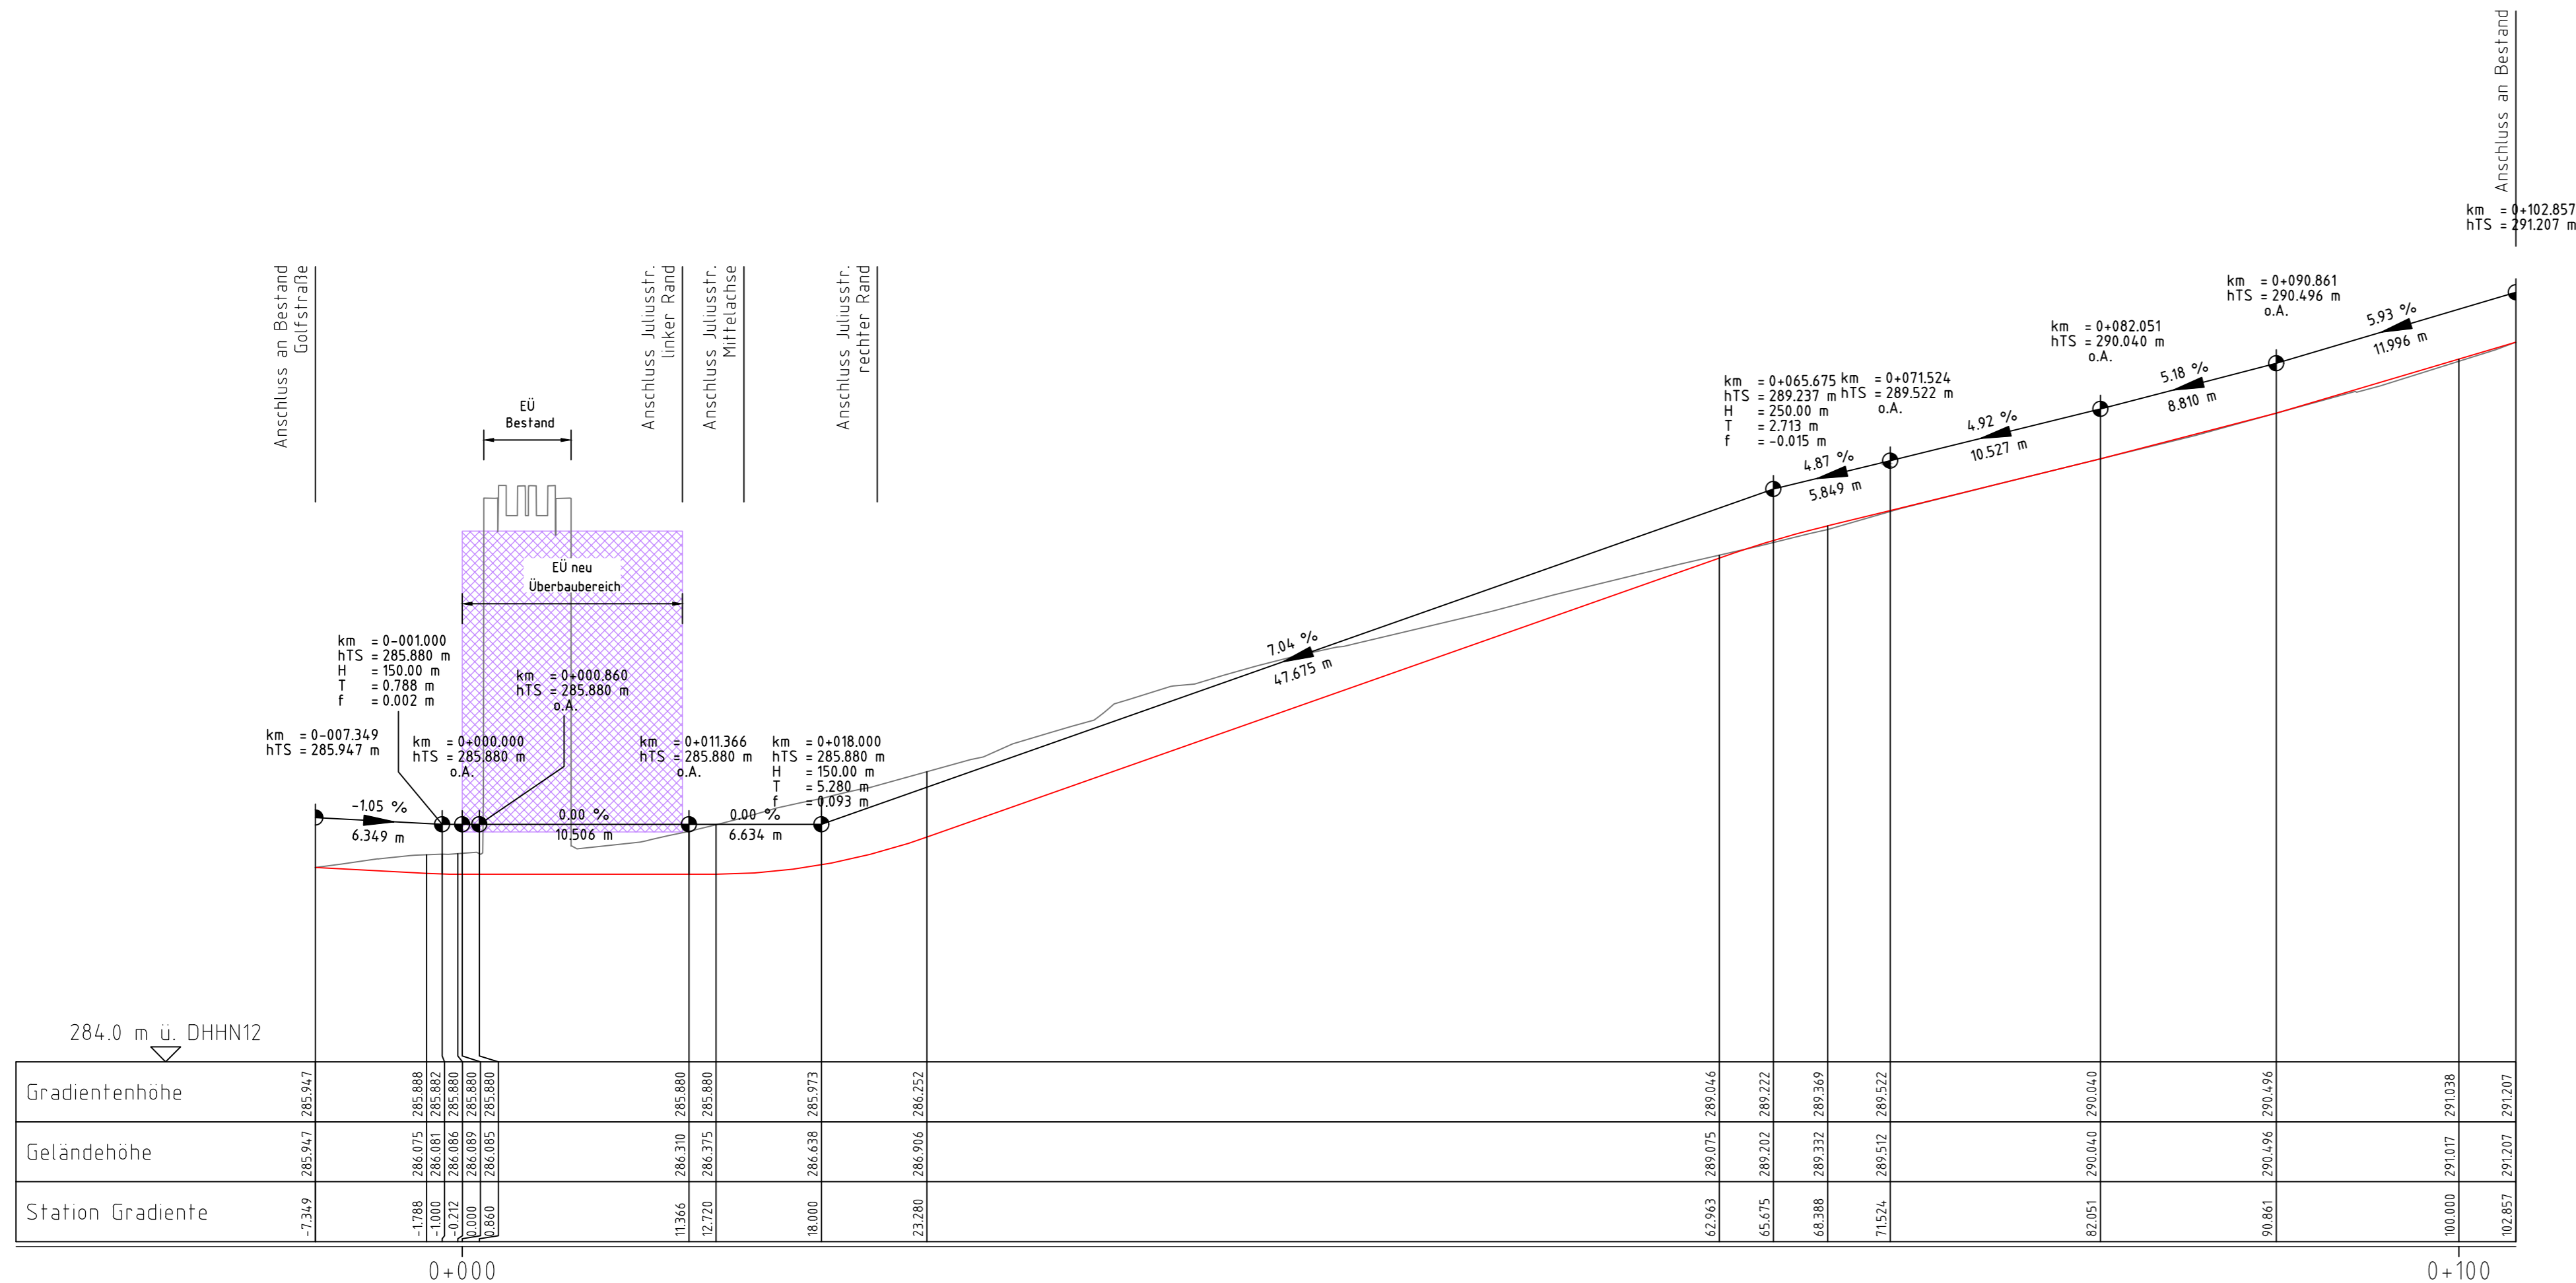 Anschluss an Bestand
km = 0+102.857
hTS = 291.207 m
Anschluss an Bestand
Golfstraße
Anschluss Juliusstr.
linker Rand
Anschluss Juliusstr.
Mittelachse
Anschluss Juliusstr.
rechter Rand
km = 0+090.861
hTS = 290.496 m
o.A.
5.93 %
11.996 m
km = 0+082.051
hTS = 290.040 m
o.A.
5.18 %
8.810 m
km = 0+065.675
hTS = 289.237 m
H = 250.00 m
T = 2.713 m
f = -0.015 m
km = 0+071.524
hTS = 289.522 m
o.A.
4.92 %
10.527 m
4.87 %
5.849 m
EÜ
Bestand
EÜ neu
Überbaubereich
km = 0-001.000
hTS = 285.880 m
H = 150.00 m
T = 0.788 m
f = 0.002 m
km = 0+000.860
hTS = 285.880 m
o.A.
7.04 %
47.675 m
km = 0-007.349
hTS = 285.947 m
km = 0+000.000
hTS = 285.880 m
o.A.
km = 0+011.366
hTS = 285.880 m
o.A.
km = 0+018.000
hTS = 285.880 m
H = 150.00 m
T = 5.280 m
f = 0.093 m
-1.05 %
6.349 m
0.00 %
10.506 m
0.00 %
6.634 m
284.0 m ü. DHHN12
Gradientenhöhe 285.947 285.888 285.882 285.880 285.880 285.880 285.880 285.880 285.973 286.252 289.046 289.222 289.369 289.522 290.040 290.496 291.038 291.207
Geländehöhe 285.947 286.075 286.081 286.086 286.089 286.085 286.310 286.375 286.638 286.906 289.075 289.202 289.332 289.512 290.040 290.496 291.017 291.207
Station Gradiente -7.349 -1.788 -1.000 -0.212 0.000 0.860 11.366 12.720 18.000 23.280 62.963 65.675 68.388 71.524 82.051 90.861 100.000 102.857
0+000
0+100